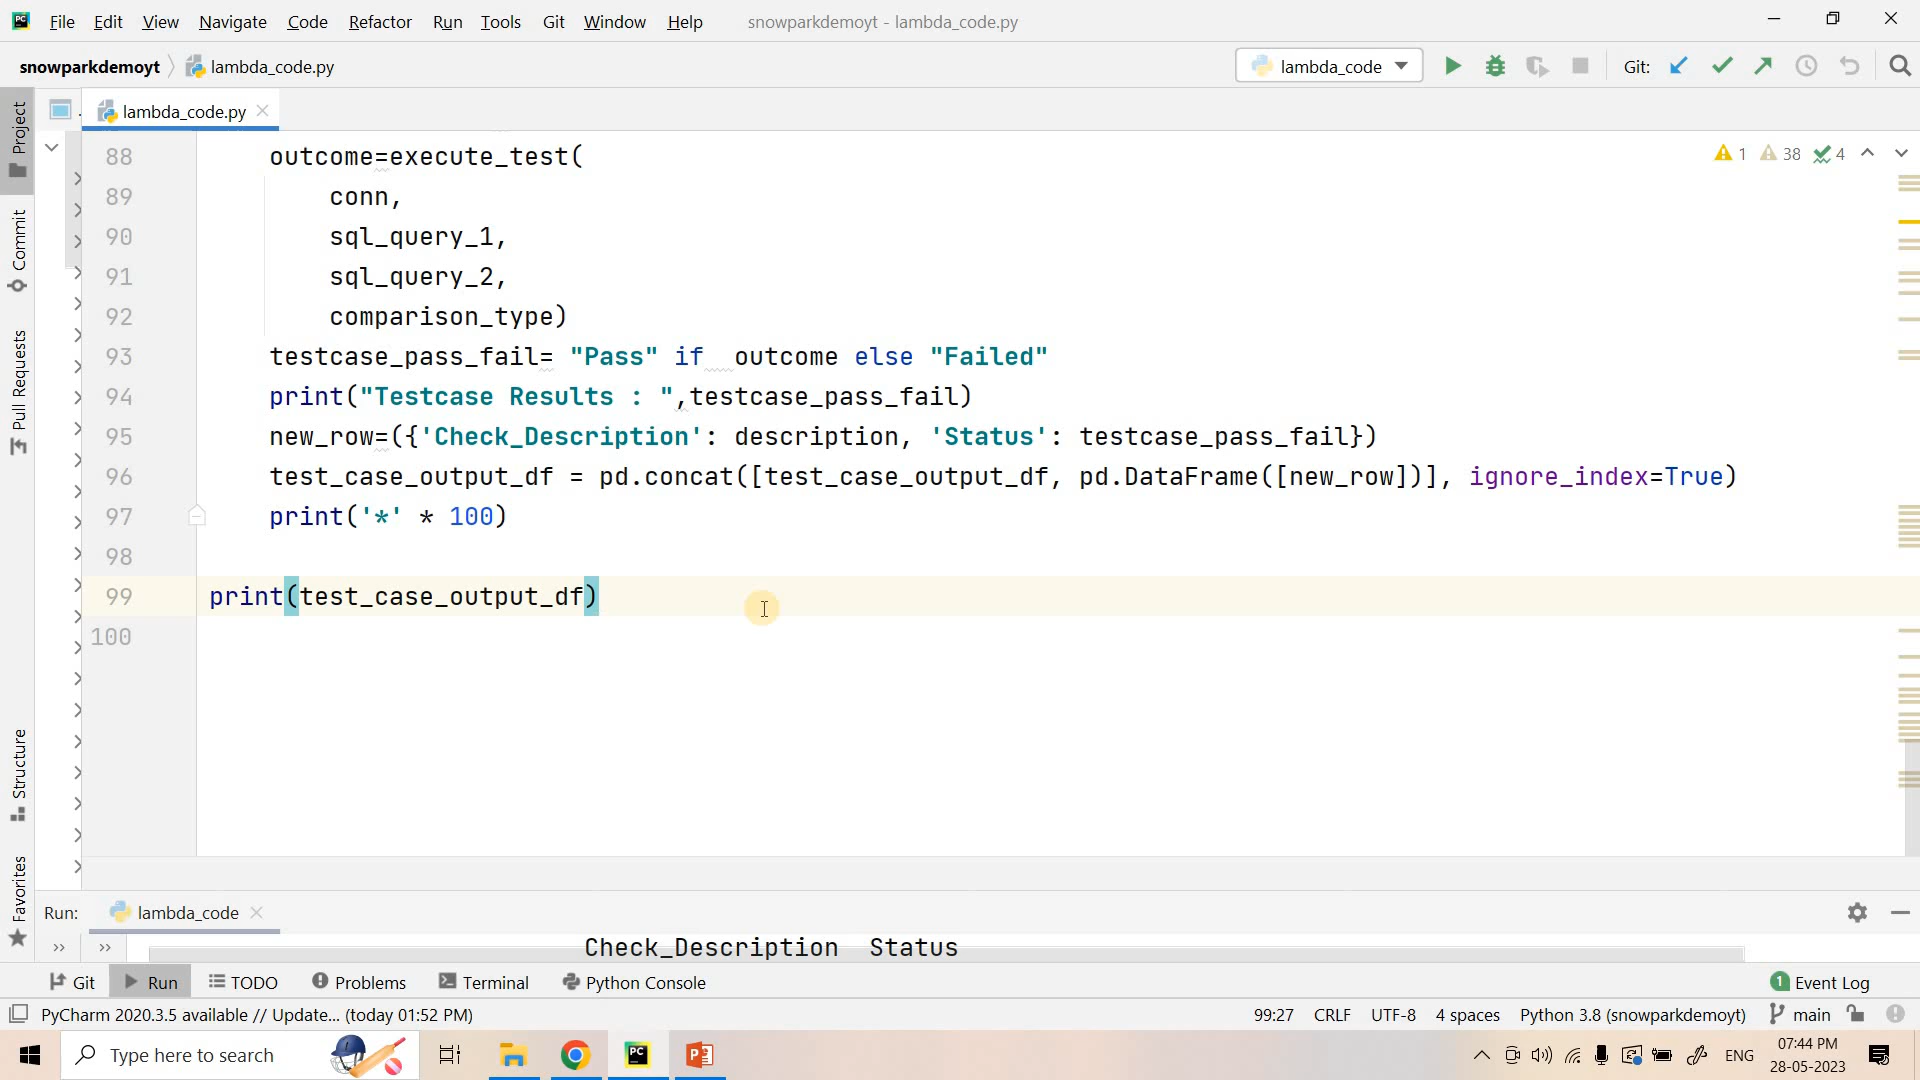 File Edit View Navigate Code Refactor Run Tools Git Window Help snowparkdemoyt - lambda_code.py
snowparkdemoyt lambda_code.py lambda_code Git:
lambda_code.py
Project
Commit
Pull Requests
Structure
Favorites
88 outcome=execute_test(
89 conn,
90 sql_query_1,
91 sql_query_2,
92 comparison_type)
93 testcase_pass_fail= "Pass" if  outcome else "Failed"
94 print("Testcase Results : ",testcase_pass_fail)
95 new_row=({'Check_Description': description, 'Status': testcase_pass_fail})
96 test_case_output_df = pd.concat([test_case_output_df, pd.DataFrame([new_row])], ignore_index=True)
97 print('*' * 100)
98
99 print(test_case_output_df)
100
1 38 4
Run: lambda_code
Check_Description Status
Git Run TODO Problems Terminal Python Console 1 Event Log
PyCharm 2020.3.5 available // Update... (today 01:52 PM) 99:27 CRLF UTF-8 4 spaces Python 3.8 (snowparkdemoyt) main
Type here to search ENG 07:44 PM
28-05-2023